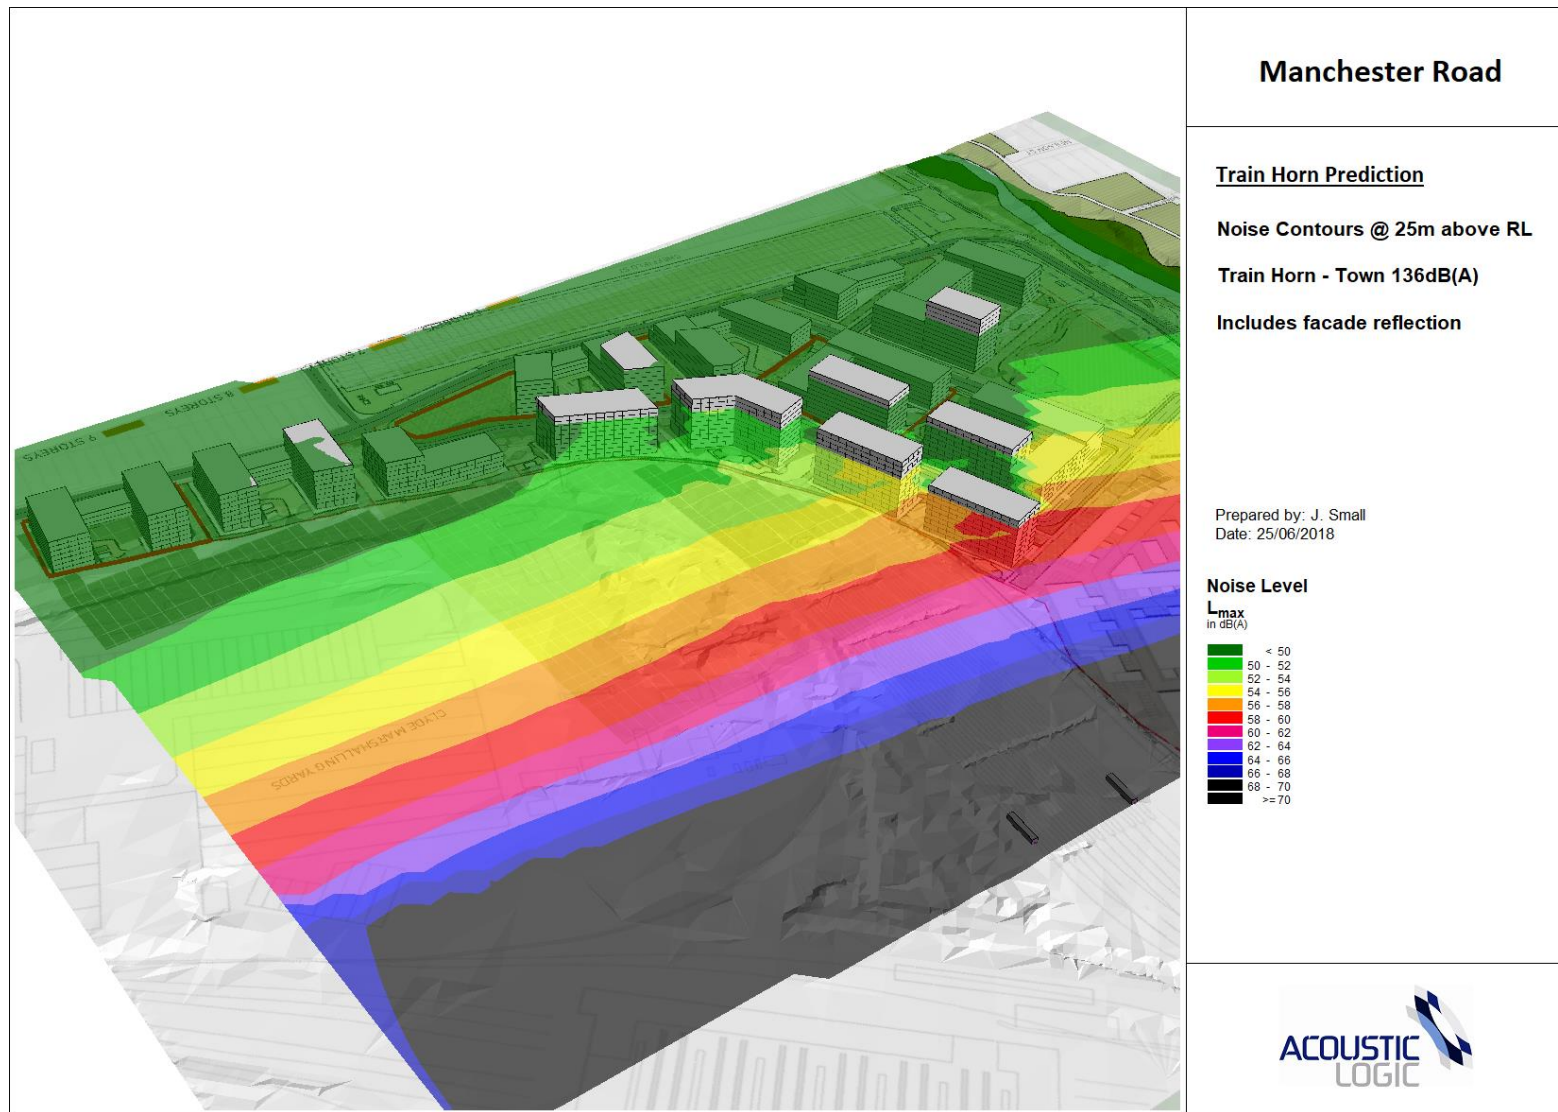 Manchester Road
Train Horn Prediction
Noise Contours @ 25m above RL
Train Horn - Town 136dB(A)
Includes facade reflection
Prepared by: J. Small
Date: 25/06/2018
Noise Level
Lmax
in dB(A)
< 50
50 - 52
52 - 54
54 - 56
56 - 58
58 - 60
60 - 62
62 - 64
64 - 66
66 - 68
68 - 70
>= 70
ACOUSTIC
LOGIC
9 STOREYS
8 STOREYS
CLYDE MARSHALLING YARDS